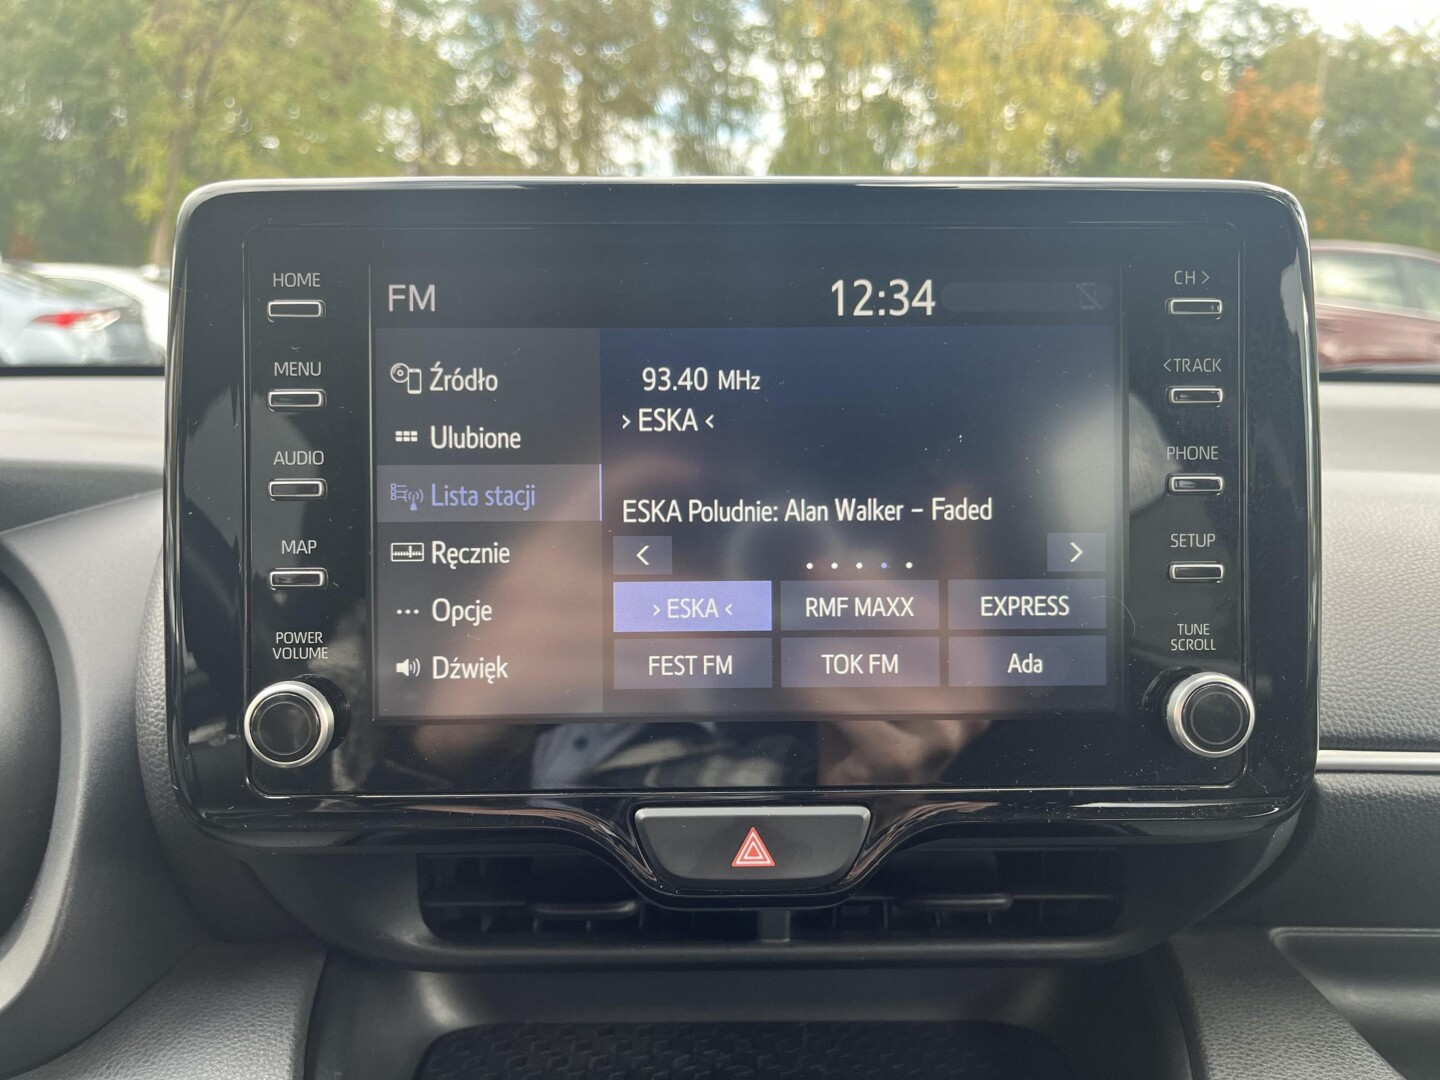 HOME
MENU
AUDIO
MAP
POWER
VOLUME
FM
12:34
Źródło
Ulubione
Lista stacji
Ręcznie
Opcje
Dźwięk
93.40 MHz
› ESKA ‹
ESKA Poludnie: Alan Walker – Faded
< >
› ESKA ‹ RMF MAXX EXPRESS
FEST FM TOK FM Ada
CH >
< TRACK
PHONE
SETUP
TUNE
SCROLL